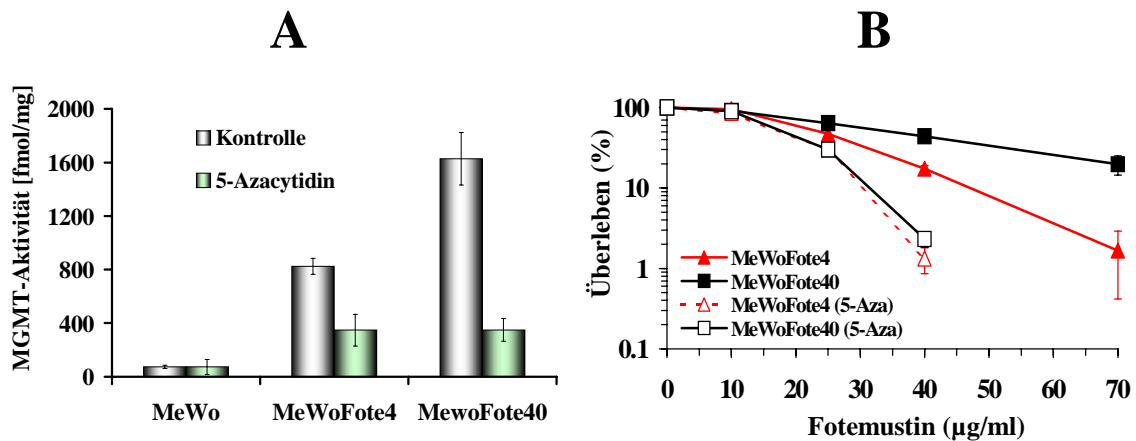 A
MGMT-Aktivität [fmol/mg]
2000
1600
1200
800
400
0
Kontrolle
5-Azacytidin
MeWo
MeWoFote4
MewoFote40
B
Überleben (%)
100
10
1
0.1
MeWoFote4
MeWoFote40
MeWoFote4 (5-Aza)
MeWoFote40 (5-Aza)
0 10 20 30 40 50 60 70
Fotemustin (µg/ml)